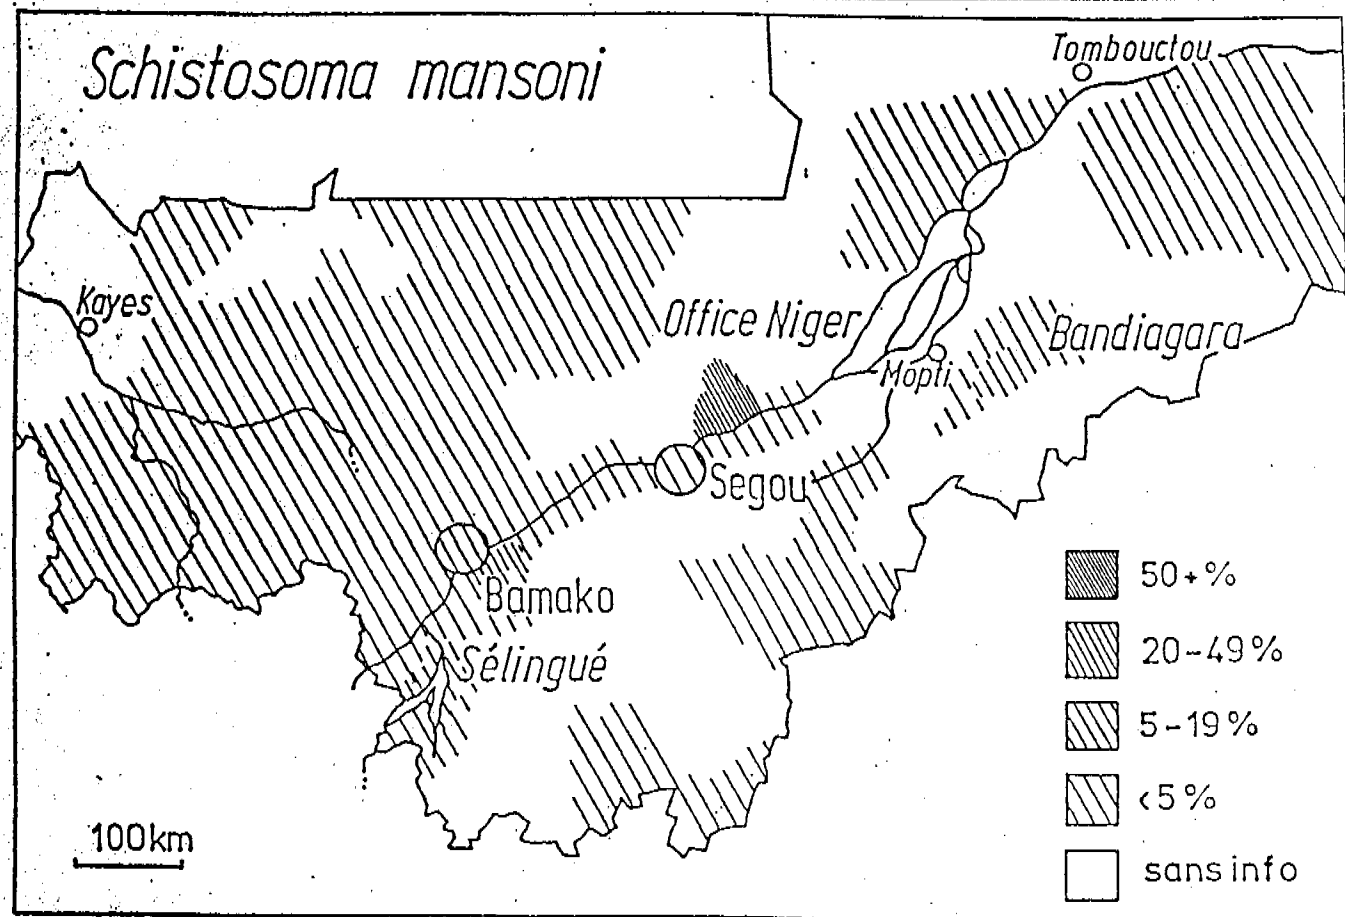 Schistosoma mansoni
Tombouctou
Kayes
Office Niger
Bandiagara
Mopti
Segou
Bamako
Sélingué
50+%
20-49%
5-19%
<5%
sans info
100km